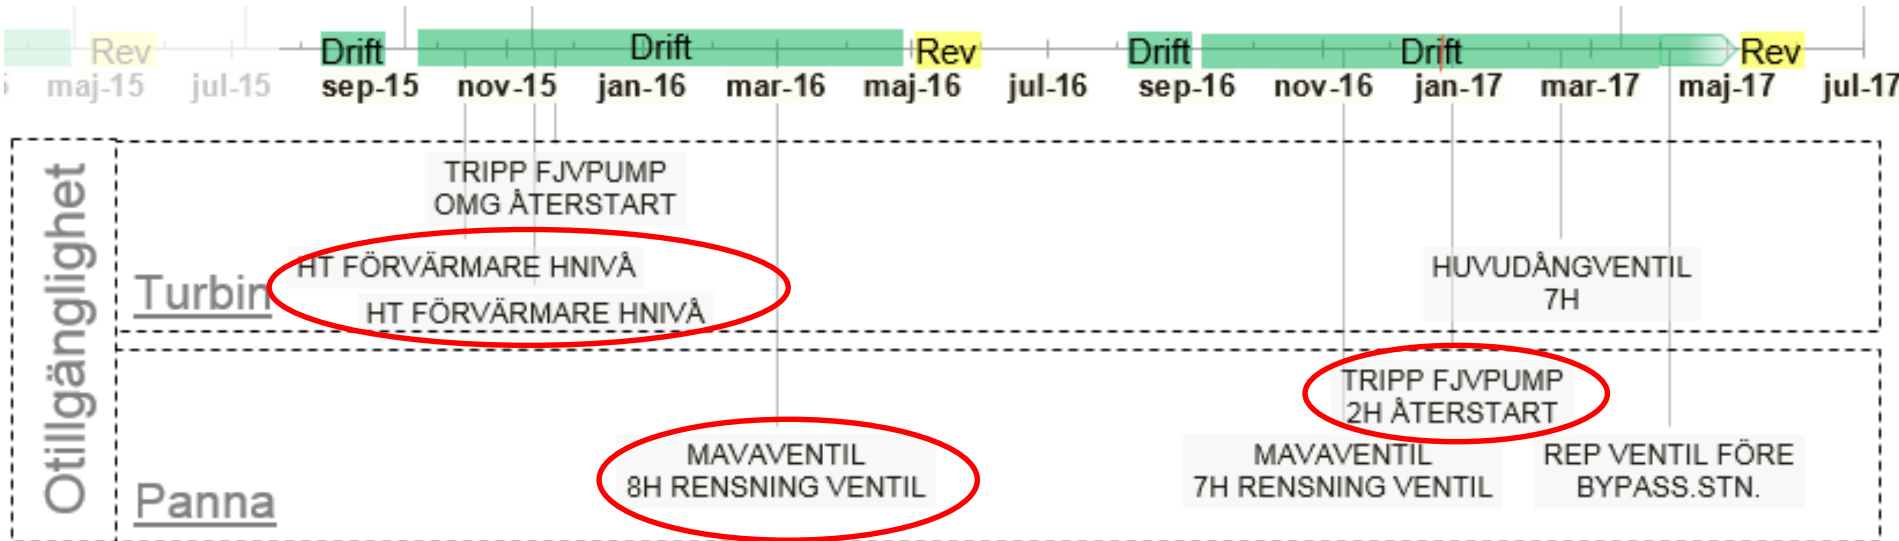 Rev Drift Drift Rev Drift Drift Rev
maj-15 jul-15 sep-15 nov-15 jan-16 mar-16 maj-16 jul-16 sep-16 nov-16 jan-17 mar-17 maj-17 jul-17
Otillgänglighet
Turbin
TRIPP FJVPUMP
OMG ÅTERSTART
HT FÖRVÄRMARE HNIVÅ
HT FÖRVÄRMARE HNIVÅ
HUVUDÅNGVENTIL
7H
Panna
MAVAVENTIL
8H RENSNING VENTIL
TRIPP FJVPUMP
2H ÅTERSTART
MAVAVENTIL
7H RENSNING VENTIL
REP VENTIL FÖRE
BYPASS.STN.